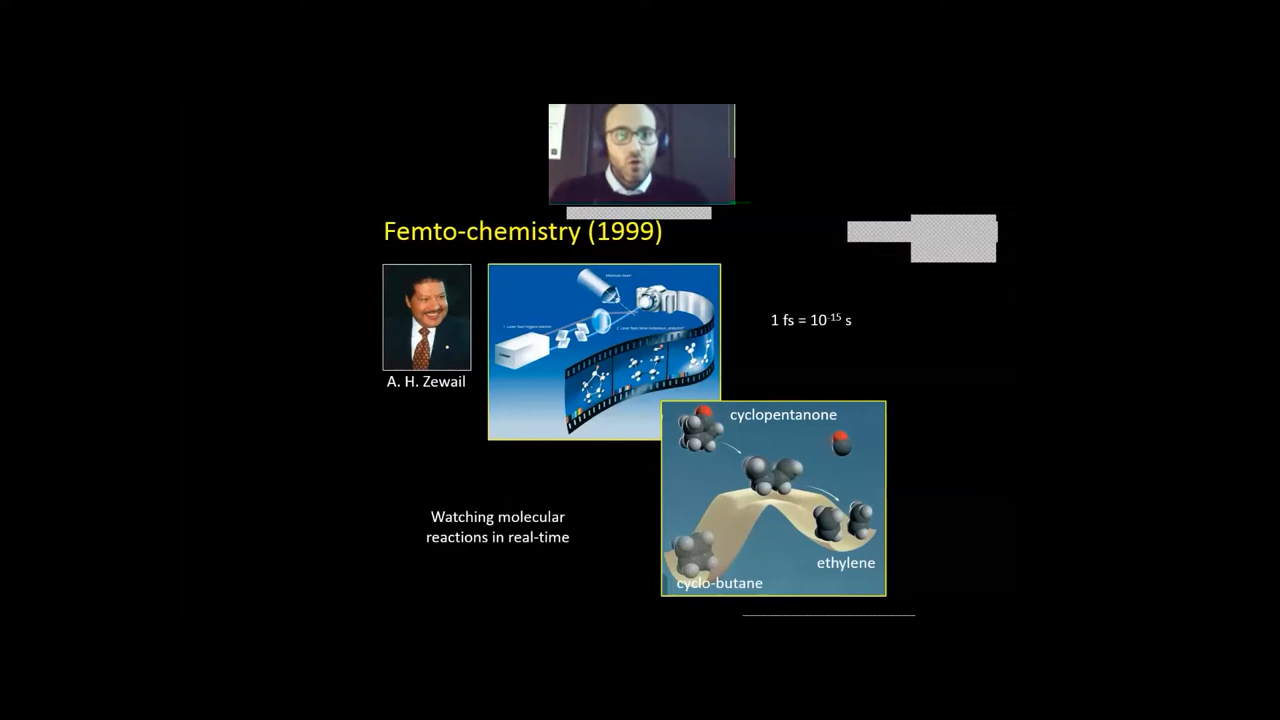 Femto-chemistry (1999)
A. H. Zewail
1 fs = 10⁻¹⁵ s
cyclopentanone
Watching molecular
reactions in real-time
ethylene
cyclo-butane